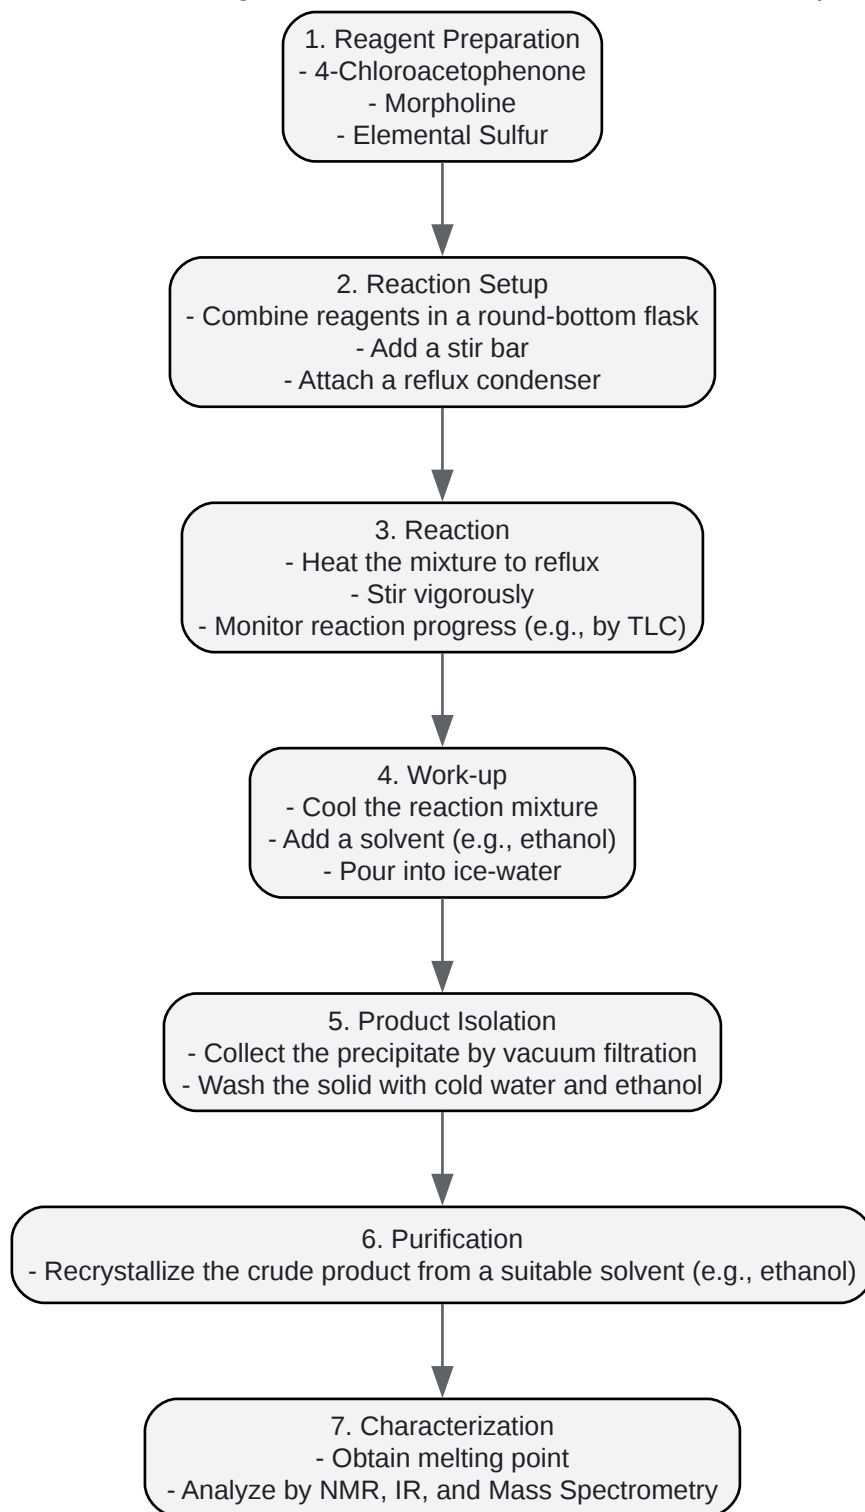 1. Reagent Preparation
- 4-Chloroacetophenone
- Morpholine
- Elemental Sulfur
2. Reaction Setup
- Combine reagents in a round-bottom flask
- Add a stir bar
- Attach a reflux condenser
3. Reaction
- Heat the mixture to reflux
- Stir vigorously
- Monitor reaction progress (e.g., by TLC)
4. Work-up
- Cool the reaction mixture
- Add a solvent (e.g., ethanol)
- Pour into ice-water
5. Product Isolation
- Collect the precipitate by vacuum filtration
- Wash the solid with cold water and ethanol
6. Purification
- Recrystallize the crude product from a suitable solvent (e.g., ethanol)
7. Characterization
- Obtain melting point
- Analyze by NMR, IR, and Mass Spectrometry